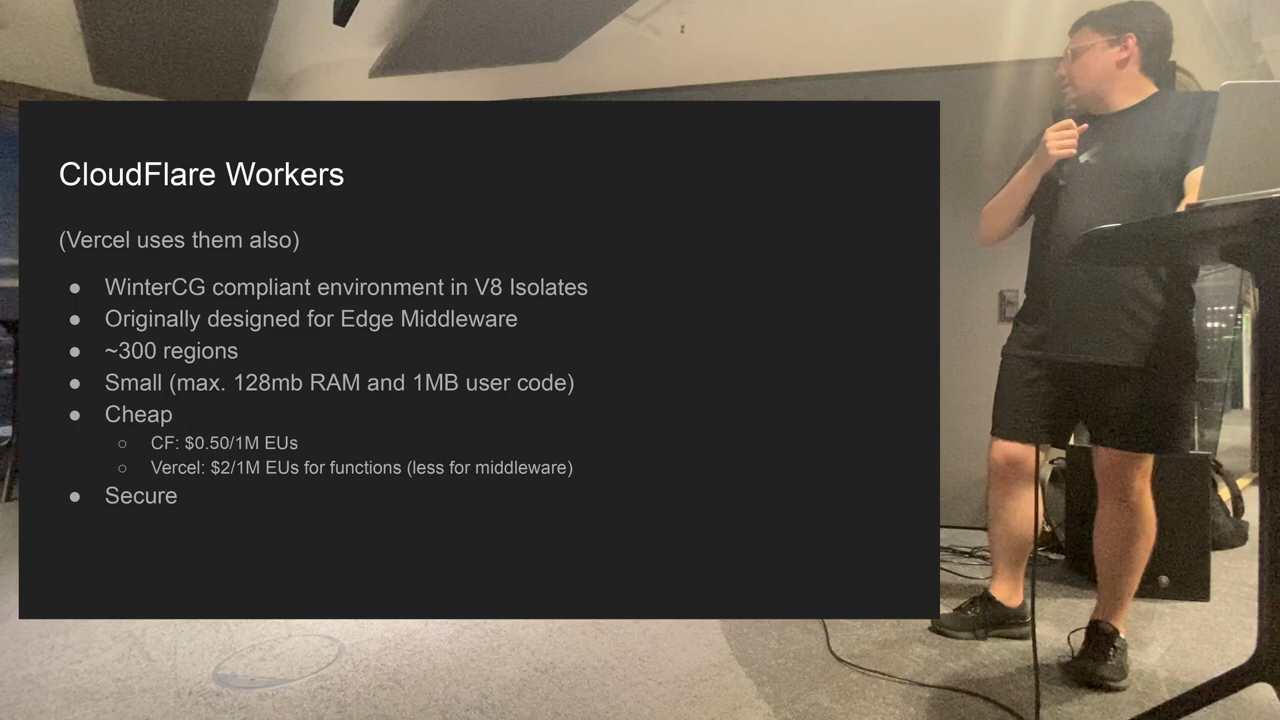 CloudFlare Workers
(Vercel uses them also)
● WinterCG compliant environment in V8 Isolates
● Originally designed for Edge Middleware
● ~300 regions
● Small (max. 128mb RAM and 1MB user code)
● Cheap
○ CF: $0.50/1M EUs
○ Vercel: $2/1M EUs for functions (less for middleware)
● Secure